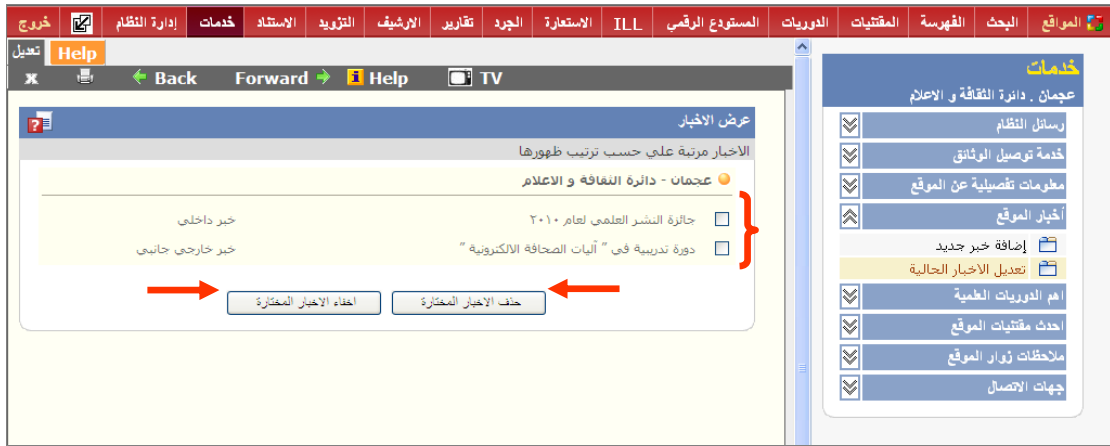 المواقع البحث الفهرسة المقتنيات الدوريات المستودع الرقمي ILL الاستعارة الجرد تقارير الارشيف التزويد الاستناد خدمات إدارة النظام خروج
تعديل Help
x Back Forward Help TV
خدمات
عجمان . دائرة الثقافة و الاعلام
رسائل النظام
خدمة توصيل الوثائق
معلومات تفصيلية عن الموقع
أخبار الموقع
إضافة خبر جديد
تعديل الاخبار الحالية
اهم الدوريات العلمية
احدث مقتنيات الموقع
ملاحظات زوار الموقع
جهات الاتصال
عرض الاخبار
الاخبار مرتبة علي حسب ترتيب ظهورها
عجمان - دائرة الثقافة و الاعلام
جائزة النشر العلمي لعام ٢٠١٠ خبر داخلي
دورة تدريبية في " آليات الصحافة الالكترونية " خبر خارجي جانبي
حذف الاخبار المختارة اخفاء الاخبار المختارة